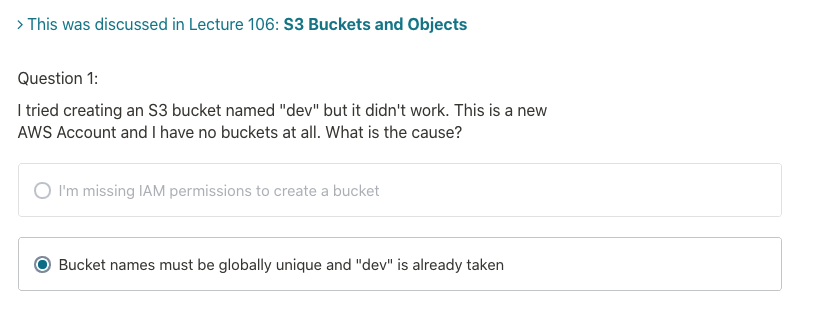 > This was discussed in Lecture 106: S3 Buckets and Objects
Question 1:
I tried creating an S3 bucket named "dev" but it didn't work. This is a new
AWS Account and I have no buckets at all. What is the cause?
I'm missing IAM permissions to create a bucket
Bucket names must be globally unique and "dev" is already taken